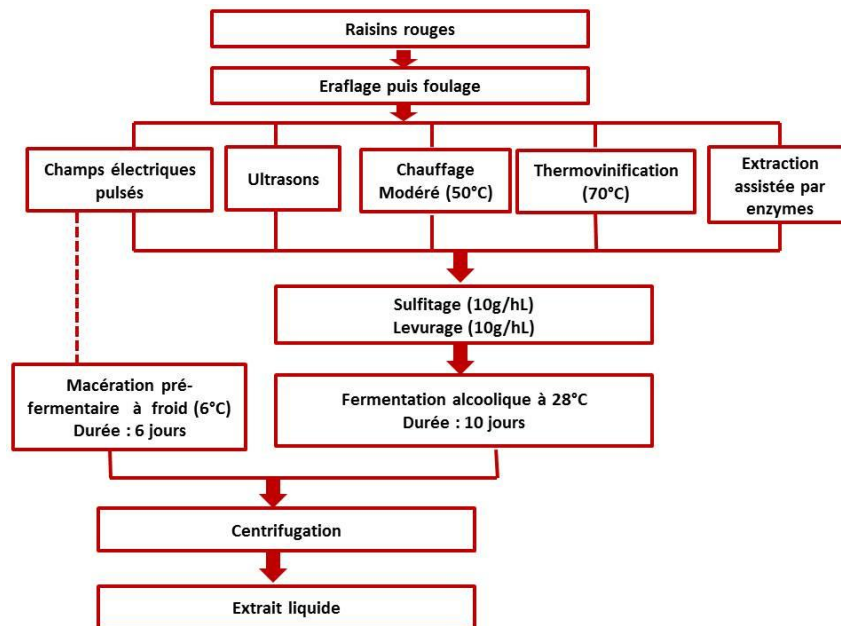 Raisins rouges
Eraflage puis foulage
Champs électriques
pulsés
Ultrasons
Chauffage
Modéré (50°C)
Thermovinification
(70°C)
Extraction
assistée par
enzymes
Sulfitage (10g/hL)
Levurage (10g/hL)
Macération pré-
fermentaire à froid (6°C)
Durée : 6 jours
Fermentation alcoolique à 28°C
Durée : 10 jours
Centrifugation
Extrait liquide